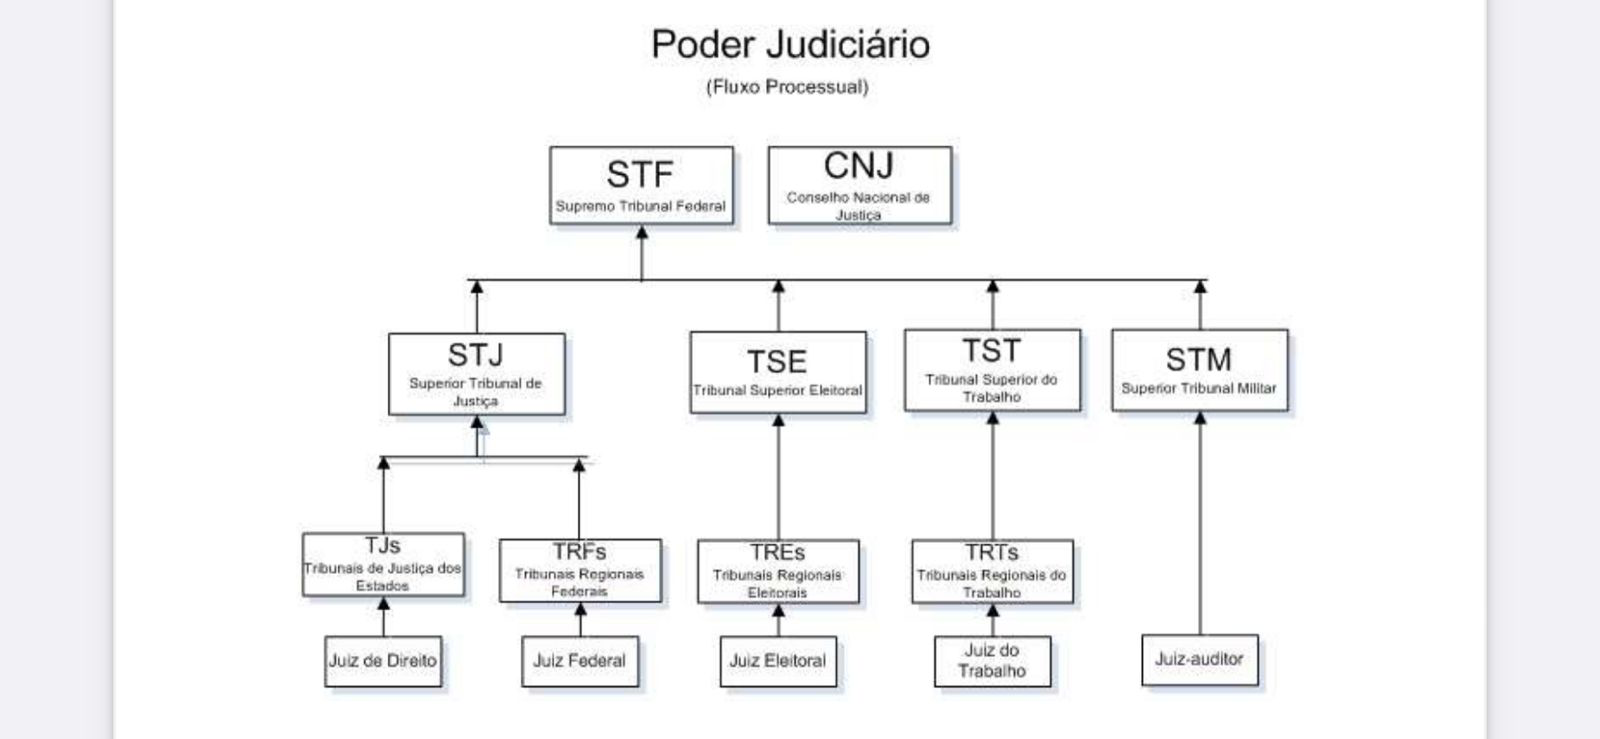 Poder Judiciário
(Fluxo Processual)
STF
Supremo Tribunal Federal
CNJ
Conselho Nacional de
Justiça
STJ
Superior Tribunal de
Justiça
TSE
Tribunal Superior Eleitoral
TST
Tribunal Superior do
Trabalho
STM
Superior Tribunal Militar
TJs
Tribunais de Justiça dos
Estados
TRFs
Tribunais Regionais
Federais
TREs
Tribunais Regionais
Eleitorais
TRTs
Tribunais Regionais do
Trabalho
Juiz de Direito
Juiz Federal
Juiz Eleitoral
Juiz do
Trabalho
Juiz-auditor